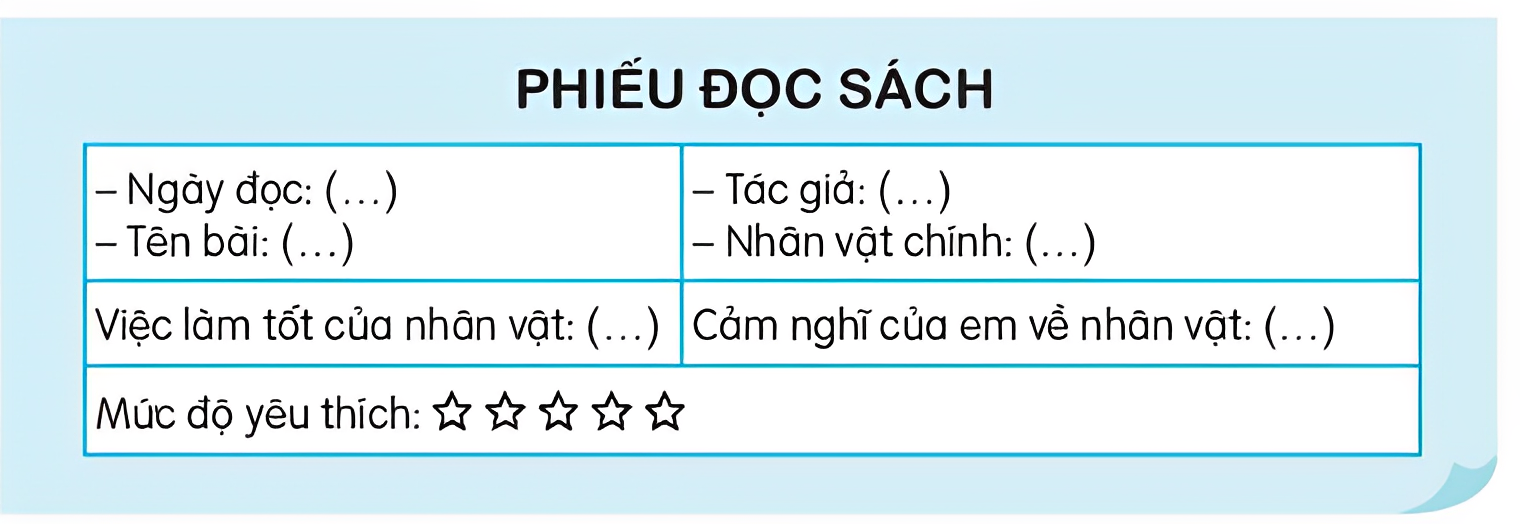 PHIẾU ĐỌC SÁCH
– Ngày đọc: (...)
– Tên bài: (...)
– Tác giả: (...)
– Nhân vật chính: (...)
Việc làm tốt của nhân vật: (...)
Cảm nghĩ của em về nhân vật: (...)
Mức độ yêu thích: ☆ ☆ ☆ ☆ ☆